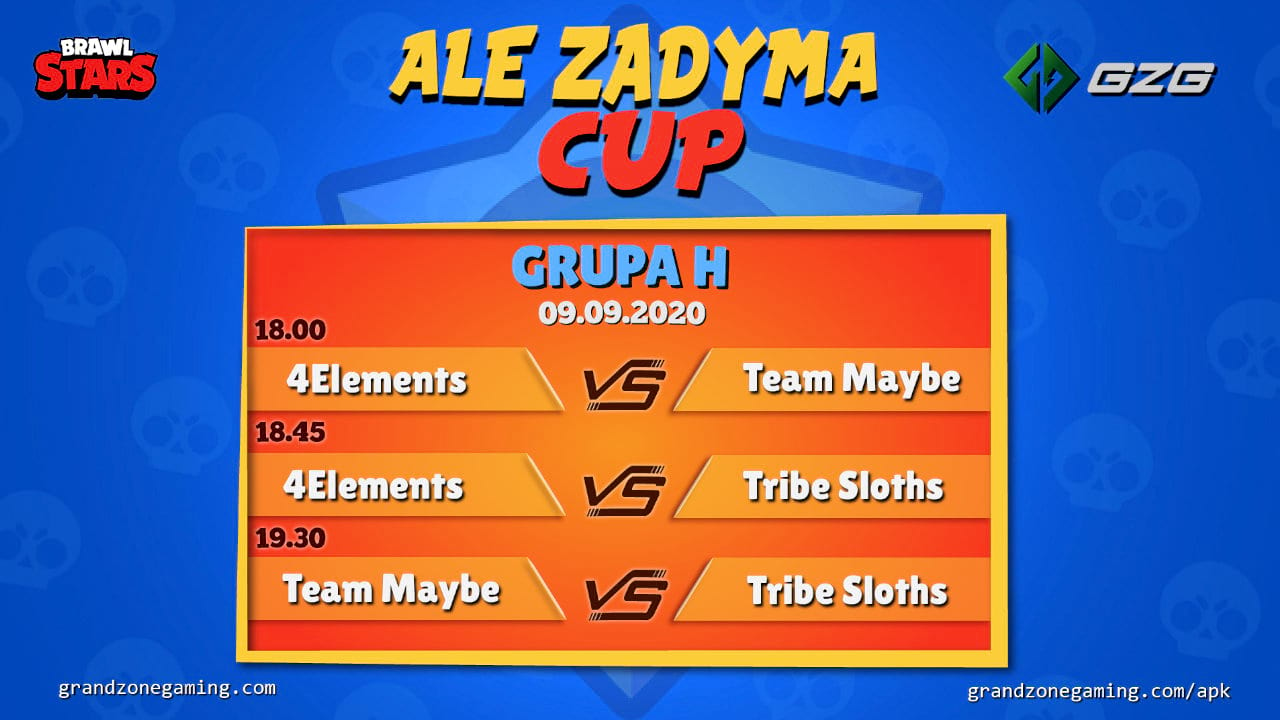 BRAWL
STARS
ALE ZADYMA
CUP
GZG
GRUPA H
09.09.2020
18.00
4Elements VS Team Maybe
18.45
4Elements VS Tribe Sloths
19.30
Team Maybe VS Tribe Sloths
grandzonegaming.com
grandzonegaming.com/apk